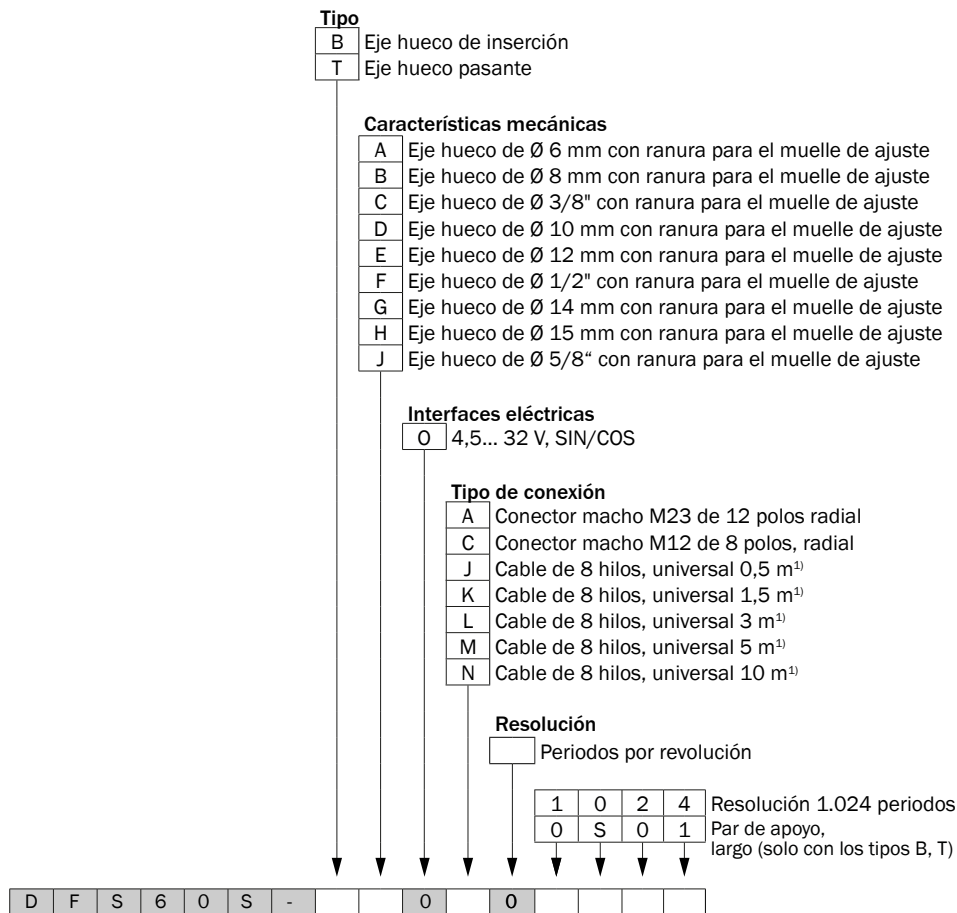 Tipo
B Eje hueco de inserción
T Eje hueco pasante
Características mecánicas
A Eje hueco de Ø 6 mm con ranura para el muelle de ajuste
B Eje hueco de Ø 8 mm con ranura para el muelle de ajuste
C Eje hueco de Ø 3/8" con ranura para el muelle de ajuste
D Eje hueco de Ø 10 mm con ranura para el muelle de ajuste
E Eje hueco de Ø 12 mm con ranura para el muelle de ajuste
F Eje hueco de Ø 1/2" con ranura para el muelle de ajuste
G Eje hueco de Ø 14 mm con ranura para el muelle de ajuste
H Eje hueco de Ø 15 mm con ranura para el muelle de ajuste
J Eje hueco de Ø 5/8“ con ranura para el muelle de ajuste
Interfaces eléctricas
0 4,5... 32 V, SIN/COS
Tipo de conexión
A Conector macho M23 de 12 polos radial
C Conector macho M12 de 8 polos, radial
J Cable de 8 hilos, universal 0,5 m¹⁾
K Cable de 8 hilos, universal 1,5 m¹⁾
L Cable de 8 hilos, universal 3 m¹⁾
M Cable de 8 hilos, universal 5 m¹⁾
N Cable de 8 hilos, universal 10 m¹⁾
Resolución
Periodos por revolución
1 0 2 4 Resolución 1.024 periodos
0 S 0 1 Par de apoyo,
largo (solo con los tipos B, T)
D F S 6 0 S - 0 0